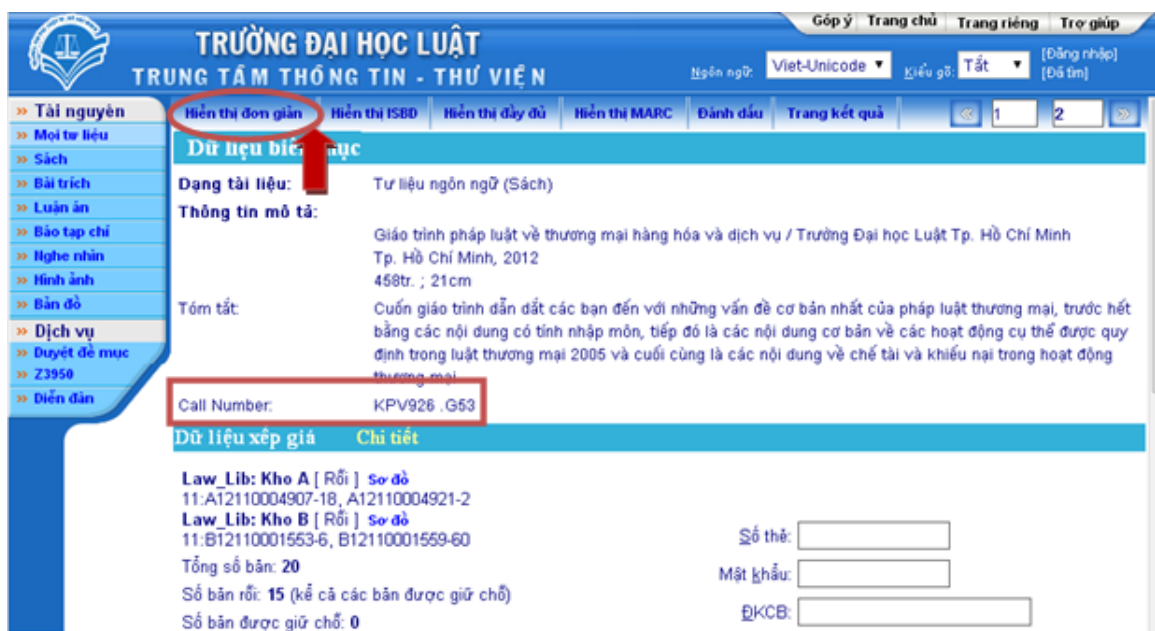 Góp ý Trang chủ Trang riêng Trợ giúp
TRƯỜNG ĐẠI HỌC LUẬT
TRUNG TÂM THÔNG TIN - THƯ VIỆN
Ngôn ngữ: Viet-Unicode Kiểu gõ: Tắt [Đăng nhập]
[Đã tìm]
» Tài nguyên
» Mọi tư liệu
» Sách
» Bài trích
» Luận án
» Báo tạp chí
» Nghe nhìn
» Hình ảnh
» Bản đồ
» Dịch vụ
» Duyệt đề mục
» Z3950
» Diễn đàn
Hiển thị đơn giản Hiển thị ISBD Hiển thị đầy đủ Hiển thị MARC Đánh dấu Trang kết quả 1 2
Dữ liệu biên mục
Dạng tài liệu: Tư liệu ngôn ngữ (Sách)
Thông tin mô tả:
Giáo trình pháp luật về thương mại hàng hóa và dịch vụ / Trường Đại học Luật Tp. Hồ Chí Minh
Tp. Hồ Chí Minh, 2012
458tr. ; 21cm
Tóm tắt: Cuốn giáo trình dẫn dắt các bạn đến với những vấn đề cơ bản nhất của pháp luật thương mại, trước hết
bằng các nội dung có tính nhập môn, tiếp đó là các nội dung cơ bản về các hoạt động cụ thể được quy
định trong luật thương mại 2005 và cuối cùng là các nội dung về chế tài và khiếu nại trong hoạt động
thương mại
Call Number: KPV926 .G53
Dữ liệu xếp giá Chi tiết
Law_Lib: Kho A [ Rỗi ] Sơ đồ
11:A12110004907-18, A12110004921-2
Law_Lib: Kho B [ Rỗi ] Sơ đồ
11:B12110001553-6, B12110001559-60
Tổng số bản: 20
Số bản rỗi: 15 (kể cả các bản được giữ chỗ)
Số bản được giữ chỗ: 0
Số thẻ:
Mật khẩu:
ĐKCB: